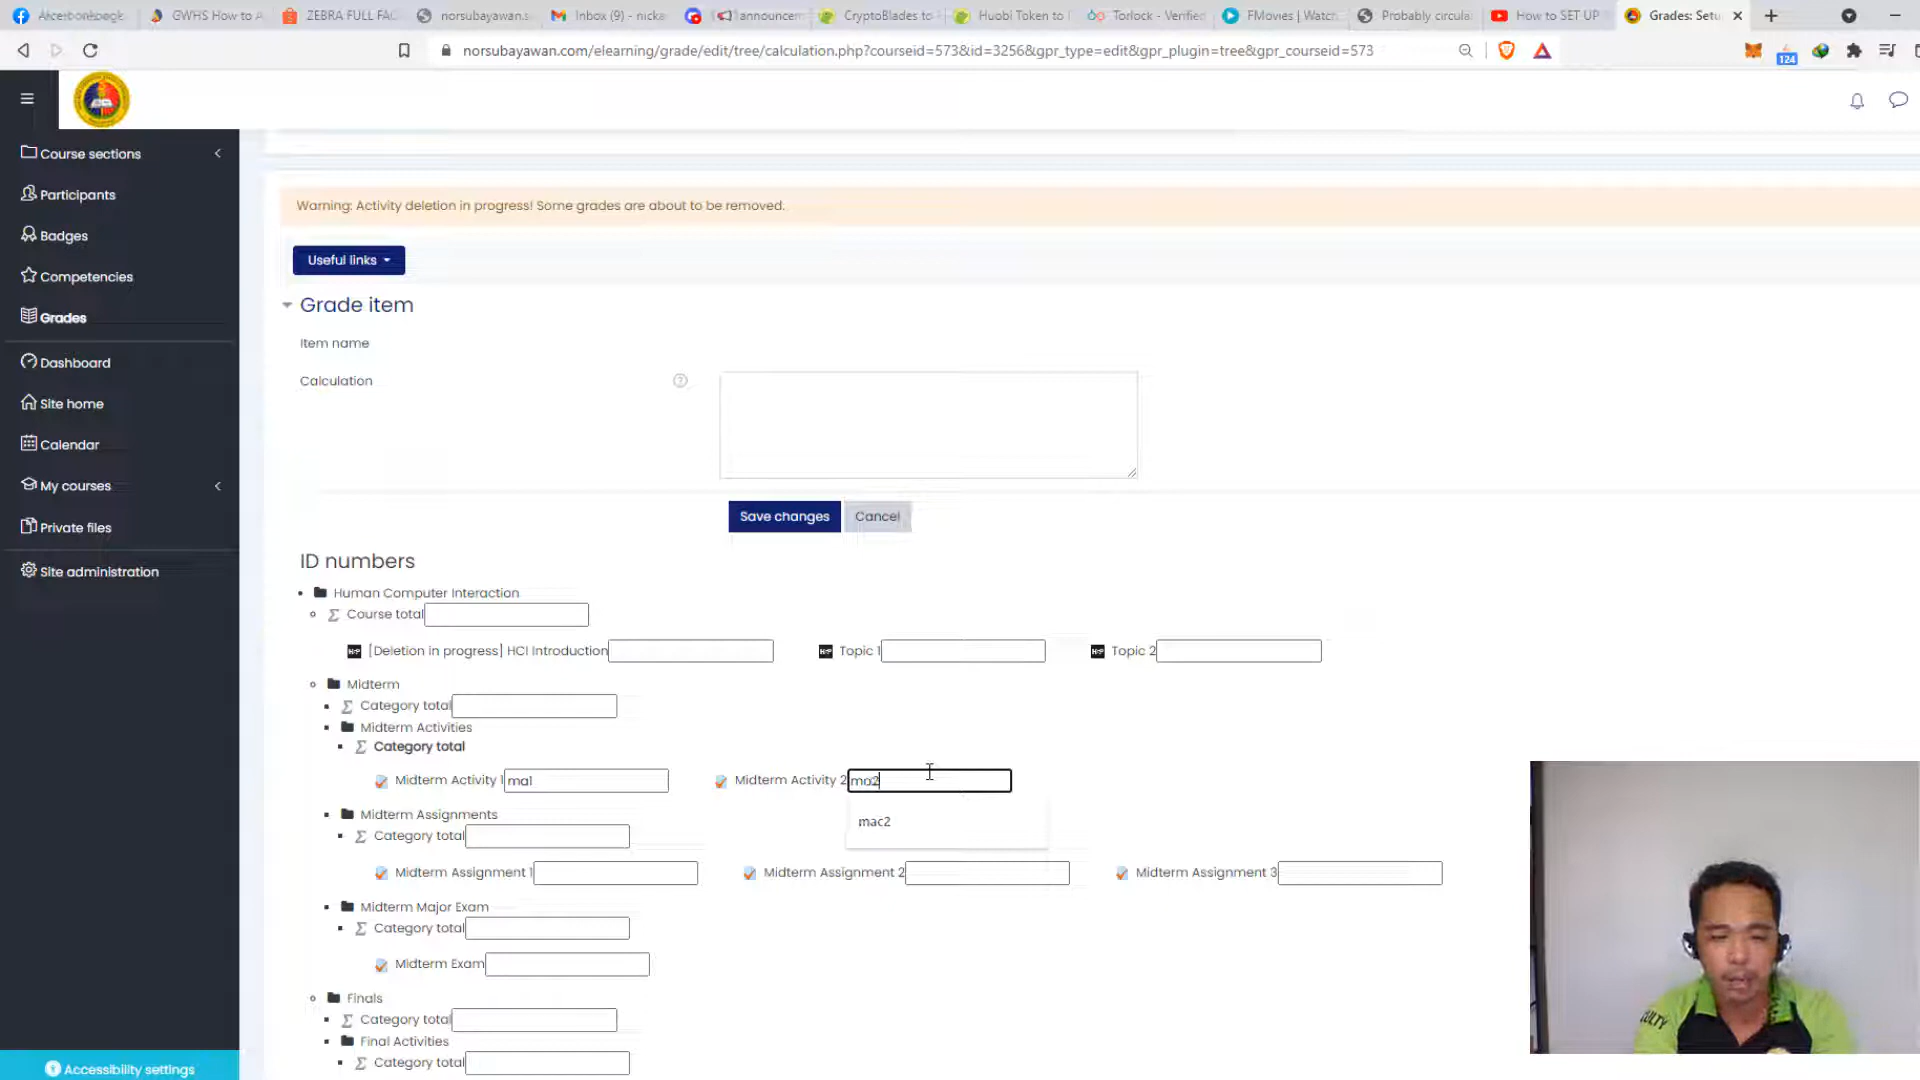 GWHS How to A
ZEBRA FULL FAC
norsubayawan.s
Inbox (9) - nicka
announcem
CryptoBlades to
Huobi Token to
Torlock - Verified
FMovies | Watch
Probably circula
How to SET UP
Grades: Setu
norsubayawan.com/elearning/grade/edit/tree/calculation.php?courseid=573&id=3256&gpr_type=edit&gpr_plugin=tree&gpr_courseid=573
124
Course sections
Participants
Badges
Competencies
Grades
Dashboard
Site home
Calendar
My courses
Private files
Site administration
Accessibility settings
Warning: Activity deletion in progress! Some grades are about to be removed.
Useful links
Grade item
Item name
Calculation
Save changes Cancel
ID numbers
Human Computer Interaction
Course total
[Deletion in progress] HCI Introduction Topic 1 Topic 2
Midterm
Category total
Midterm Activities
Category total
Midterm Activity 1 ma1 Midterm Activity 2 ma2
mac2
Midterm Assignments
Category total
Midterm Assignment 1 Midterm Assignment 2 Midterm Assignment 3
Midterm Major Exam
Category total
Midterm Exam
Finals
Category total
Final Activities
Category total
CULTY